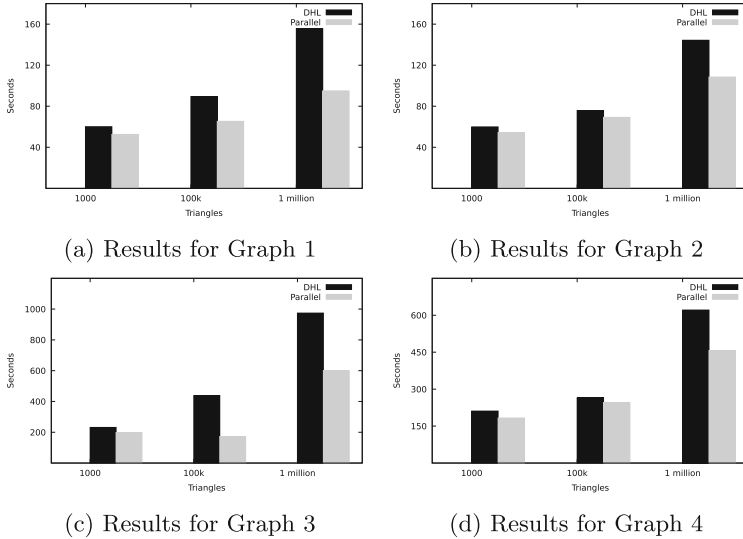 DHL
Parallel
160
120
80
40
Seconds
1000 100k 1 million
Triangles
(a) Results for Graph 1
DHL
Parallel
160
120
80
40
Seconds
1000 100k 1 million
Triangles
(b) Results for Graph 2
DHL
Parallel
1000
800
600
400
200
Seconds
1000 100k 1 million
Triangles
(c) Results for Graph 3
DHL
Parallel
600
450
300
150
Seconds
1000 100k 1 million
Triangles
(d) Results for Graph 4